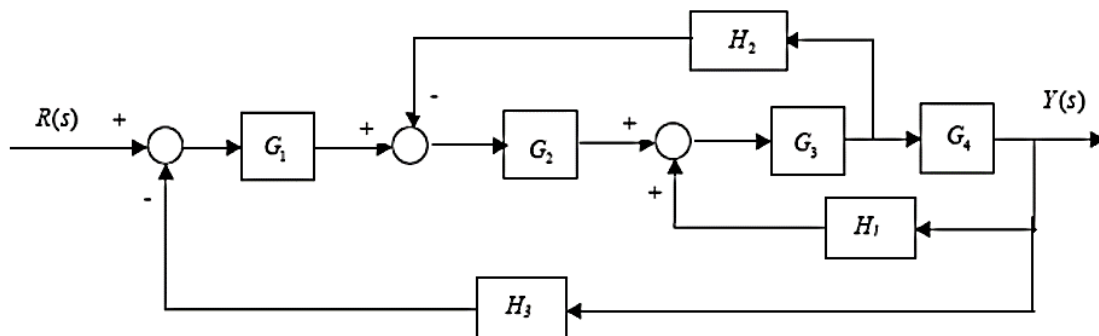 H₂
-
R(s) + + + Y(s)
G₁ G₂ G₃ G₄
- +
H₁
H₃